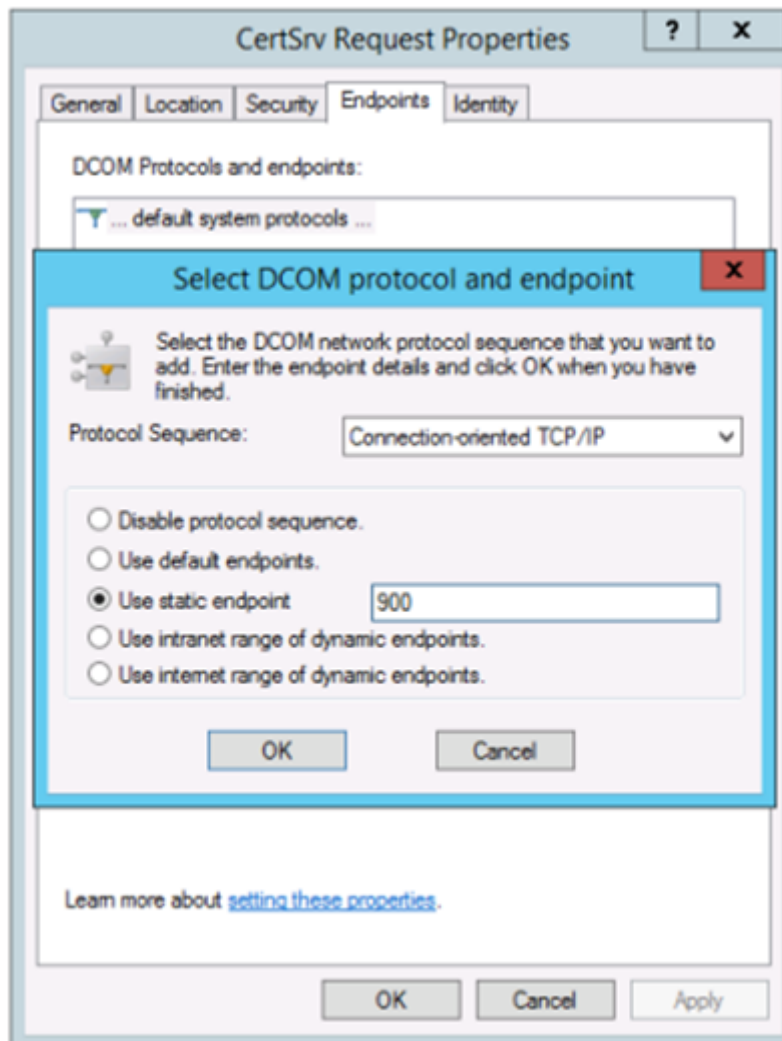 CertSrv Request Properties
? x
General Location Security Endpoints Identity
DCOM Protocols and endpoints:
... default system protocols ...
Select DCOM protocol and endpoint
x
Select the DCOM network protocol sequence that you want to
add. Enter the endpoint details and click OK when you have
finished.
Protocol Sequence: Connection-oriented TCP/IP
Disable protocol sequence.
Use default endpoints.
Use static endpoint 900
Use intranet range of dynamic endpoints.
Use internet range of dynamic endpoints.
OK Cancel
Learn more about setting these properties.
OK Cancel Apply